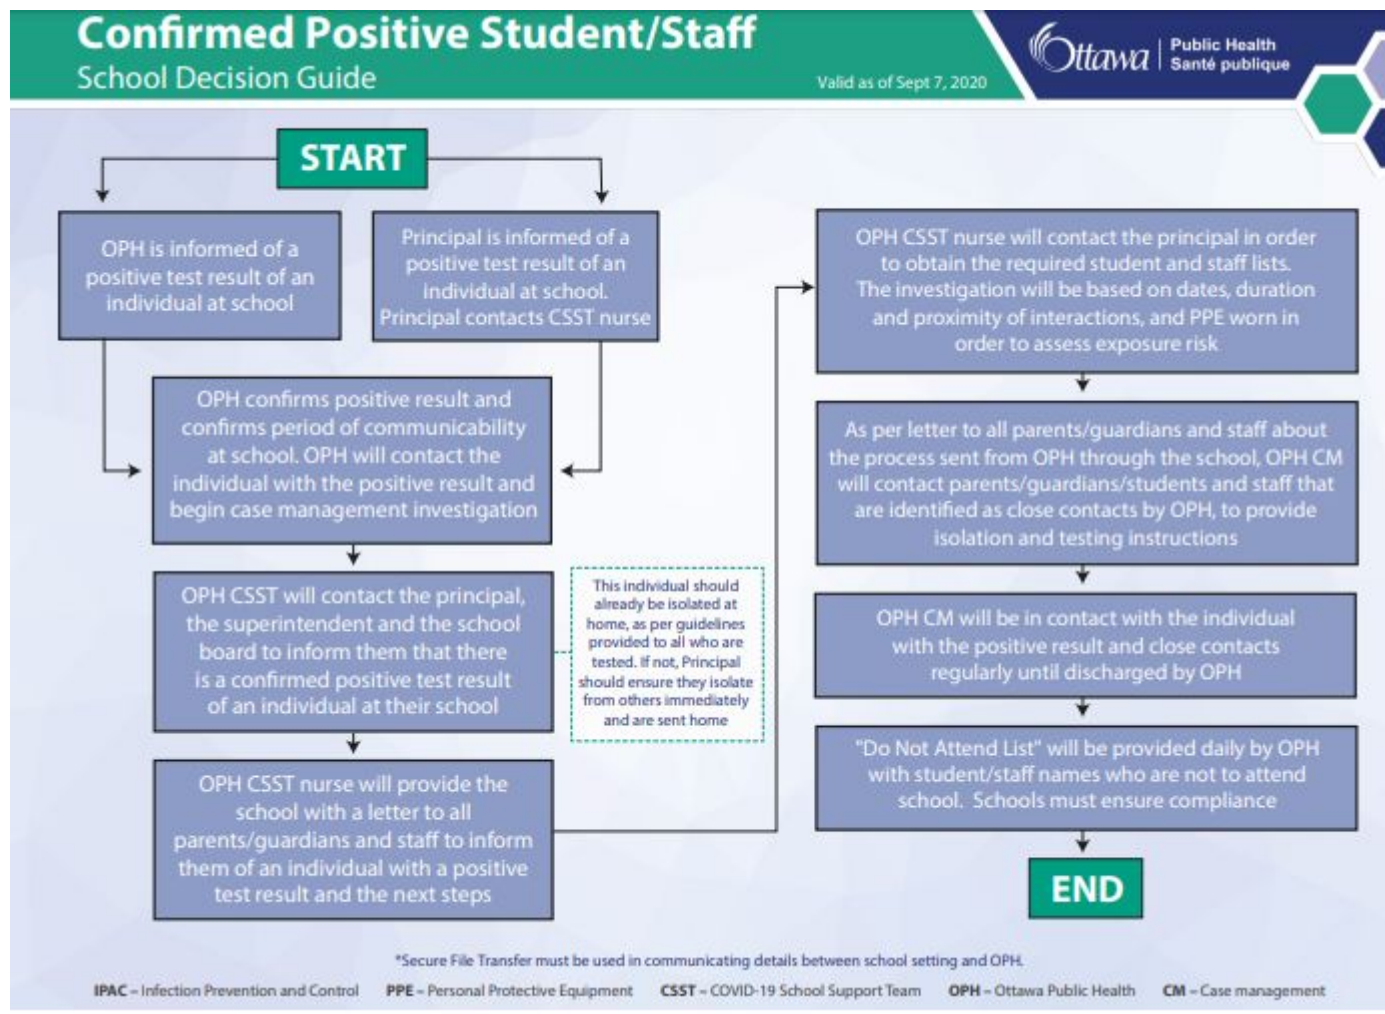 Confirmed Positive Student/Staff
School Decision Guide
Valid as of Sept 7, 2020
Ottawa
Public Health
Santé publique
START
OPH is informed of a
positive test result of an
individual at school
Principal is informed of a
positive test result of an
individual at school.
Principal contacts CSST nurse
OPH confirms positive result and
confirms period of communicability
at school. OPH will contact the
individual with the positive result and
begin case management investigation
OPH CSST will contact the principal,
the superintendent and the school
board to inform them that there
is a confirmed positive test result
of an individual at their school
This individual should
already be isolated at
home, as per guidelines
provided to all who are
tested. If not, Principal
should ensure they isolate
from others immediately
and are sent home
OPH CSST nurse will provide the
school with a letter to all
parents/guardians and staff to inform
them of an individual with a positive
test result and the next steps
OPH CSST nurse will contact the principal in order
to obtain the required student and staff lists.
The investigation will be based on dates, duration
and proximity of interactions, and PPE worn in
order to assess exposure risk
As per letter to all parents/guardians and staff about
the process sent from OPH through the school, OPH CM
will contact parents/guardians/students and staff that
are identified as close contacts by OPH, to provide
isolation and testing instructions
OPH CM will be in contact with the individual
with the positive result and close contacts
regularly until discharged by OPH
"Do Not Attend List" will be provided daily by OPH
with student/staff names who are not to attend
school. Schools must ensure compliance
END
*Secure File Transfer must be used in communicating details between school setting and OPH.
IPAC – Infection Prevention and Control PPE – Personal Protective Equipment CSST – COVID-19 School Support Team OPH – Ottawa Public Health CM – Case management